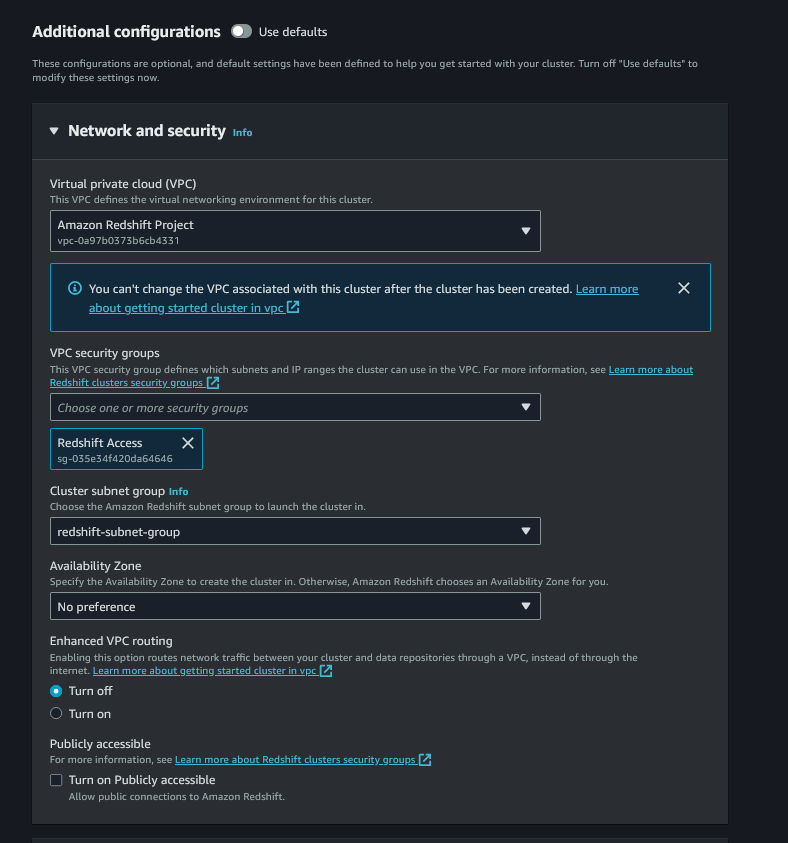 Additional configurations Use defaults
These configurations are optional, and default settings have been defined to help you get started with your cluster. Turn off "Use defaults" to
modify these settings now.
Network and security Info
Virtual private cloud (VPC)
This VPC defines the virtual networking environment for this cluster.
Amazon Redshift Project
vpc-0a97b0373b6cb4331
You can't change the VPC associated with this cluster after the cluster has been created. Learn more
about getting started cluster in vpc
VPC security groups
This VPC security group defines which subnets and IP ranges the cluster can use in the VPC. For more information, see Learn more about
Redshift clusters security groups
Choose one or more security groups
Redshift Access
sg-035e34f420da64646
Cluster subnet group Info
Choose the Amazon Redshift subnet group to launch the cluster in.
redshift-subnet-group
Availability Zone
Specify the Availability Zone to create the cluster in. Otherwise, Amazon Redshift chooses an Availability Zone for you.
No preference
Enhanced VPC routing
Enabling this option routes network traffic between your cluster and data repositories through a VPC, instead of through the
internet. Learn more about getting started cluster in vpc
Turn off
Turn on
Publicly accessible
For more information, see Learn more about Redshift clusters security groups
Turn on Publicly accessible
Allow public connections to Amazon Redshift.